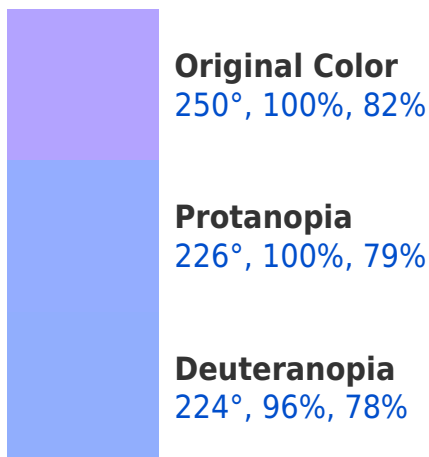 Original Color
250°, 100%, 82%
Protanopia
226°, 100%, 79%
Deuteranopia
224°, 96%, 78%